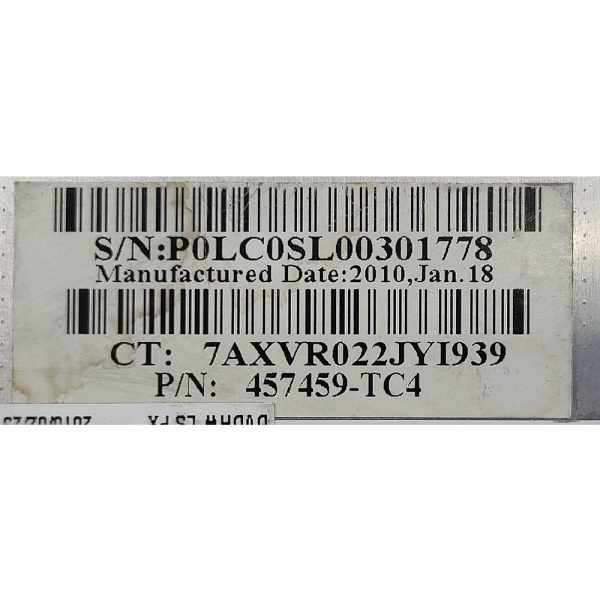 S/N:P0LC0SL00301778
Manufactured Date:2010,Jan.18
CT: 7AXVR022JYI939
P/N: 457459-TC4